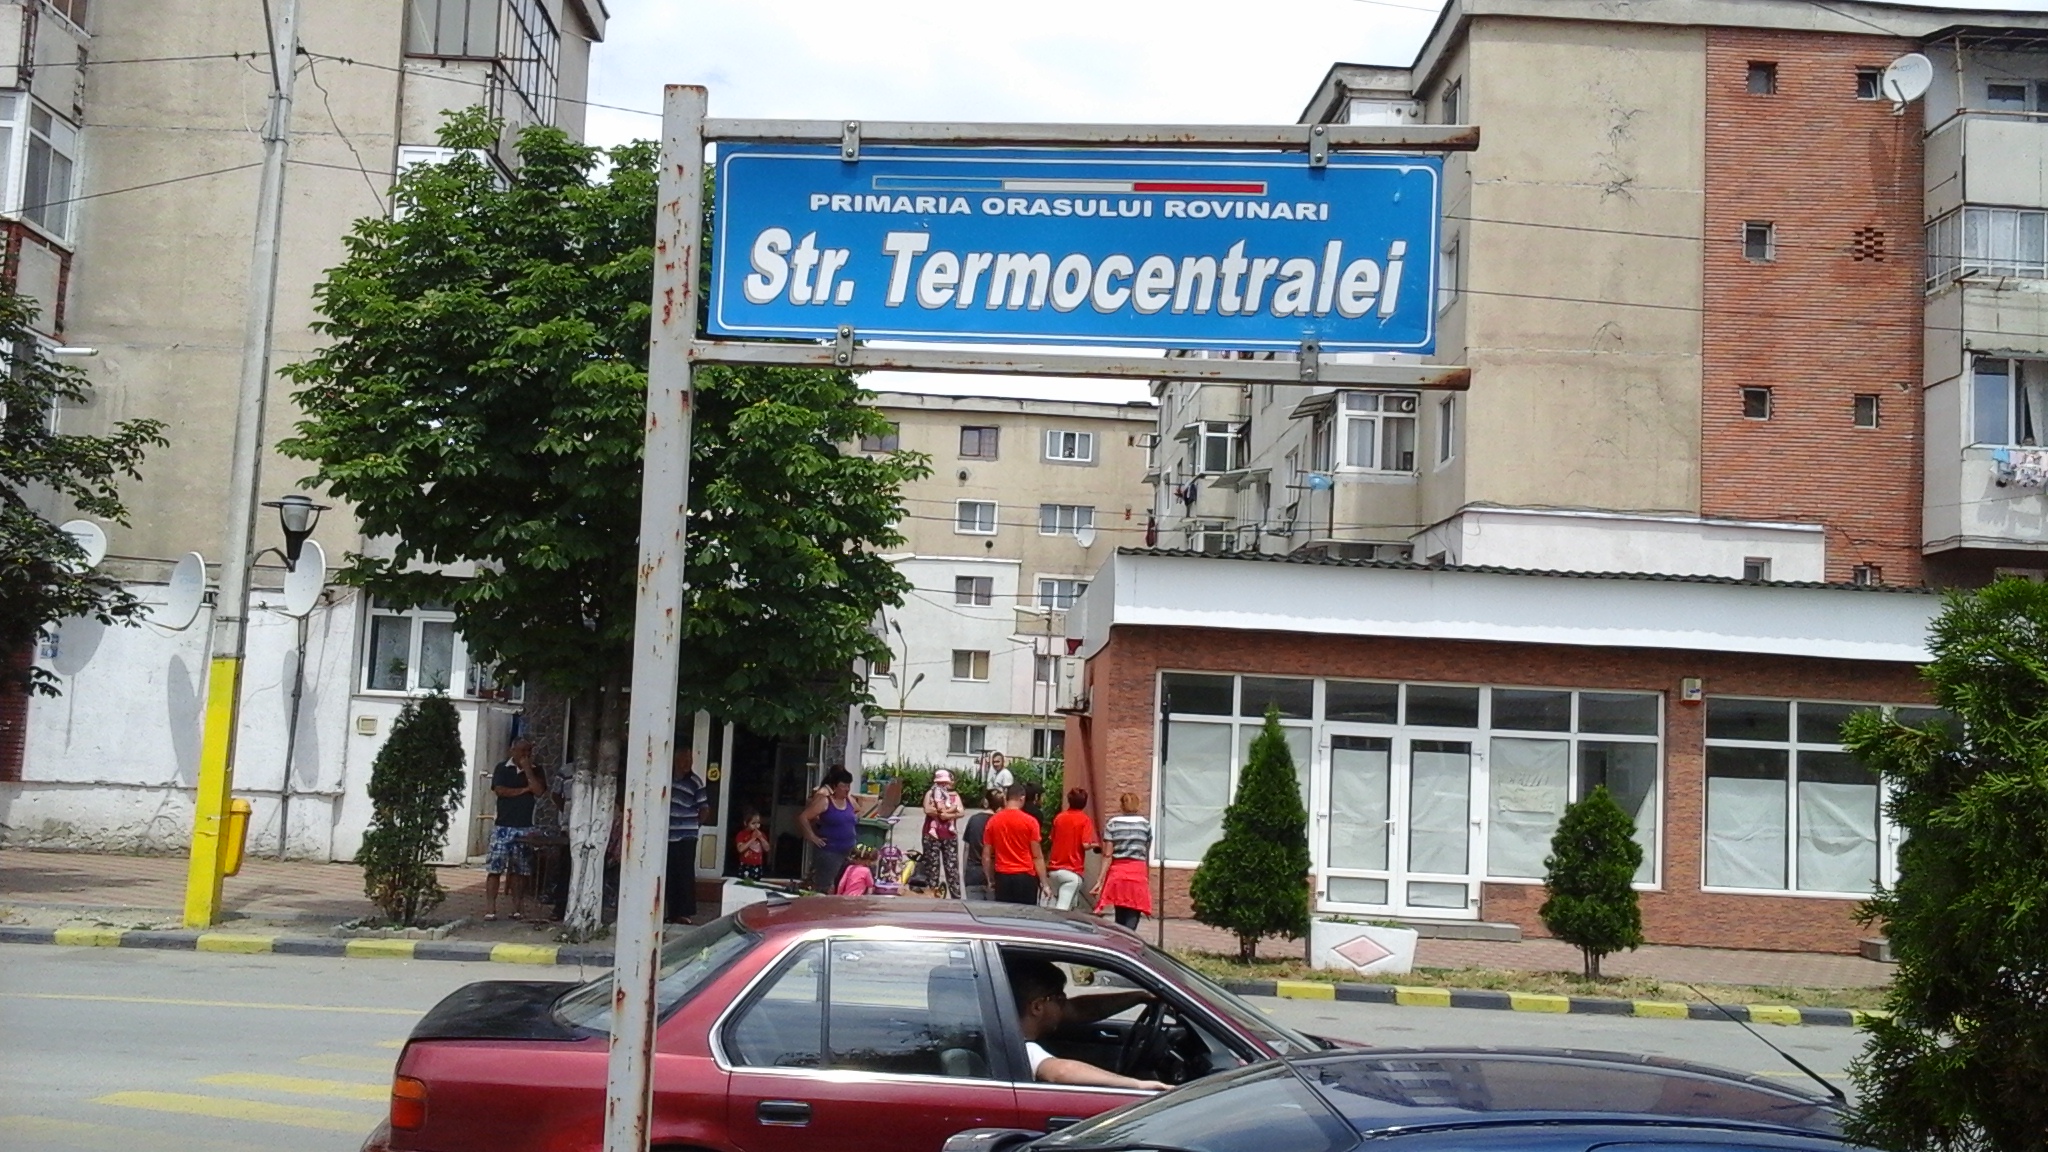 PRIMARIA ORASULUI ROVINARI
Str. Termocentralei